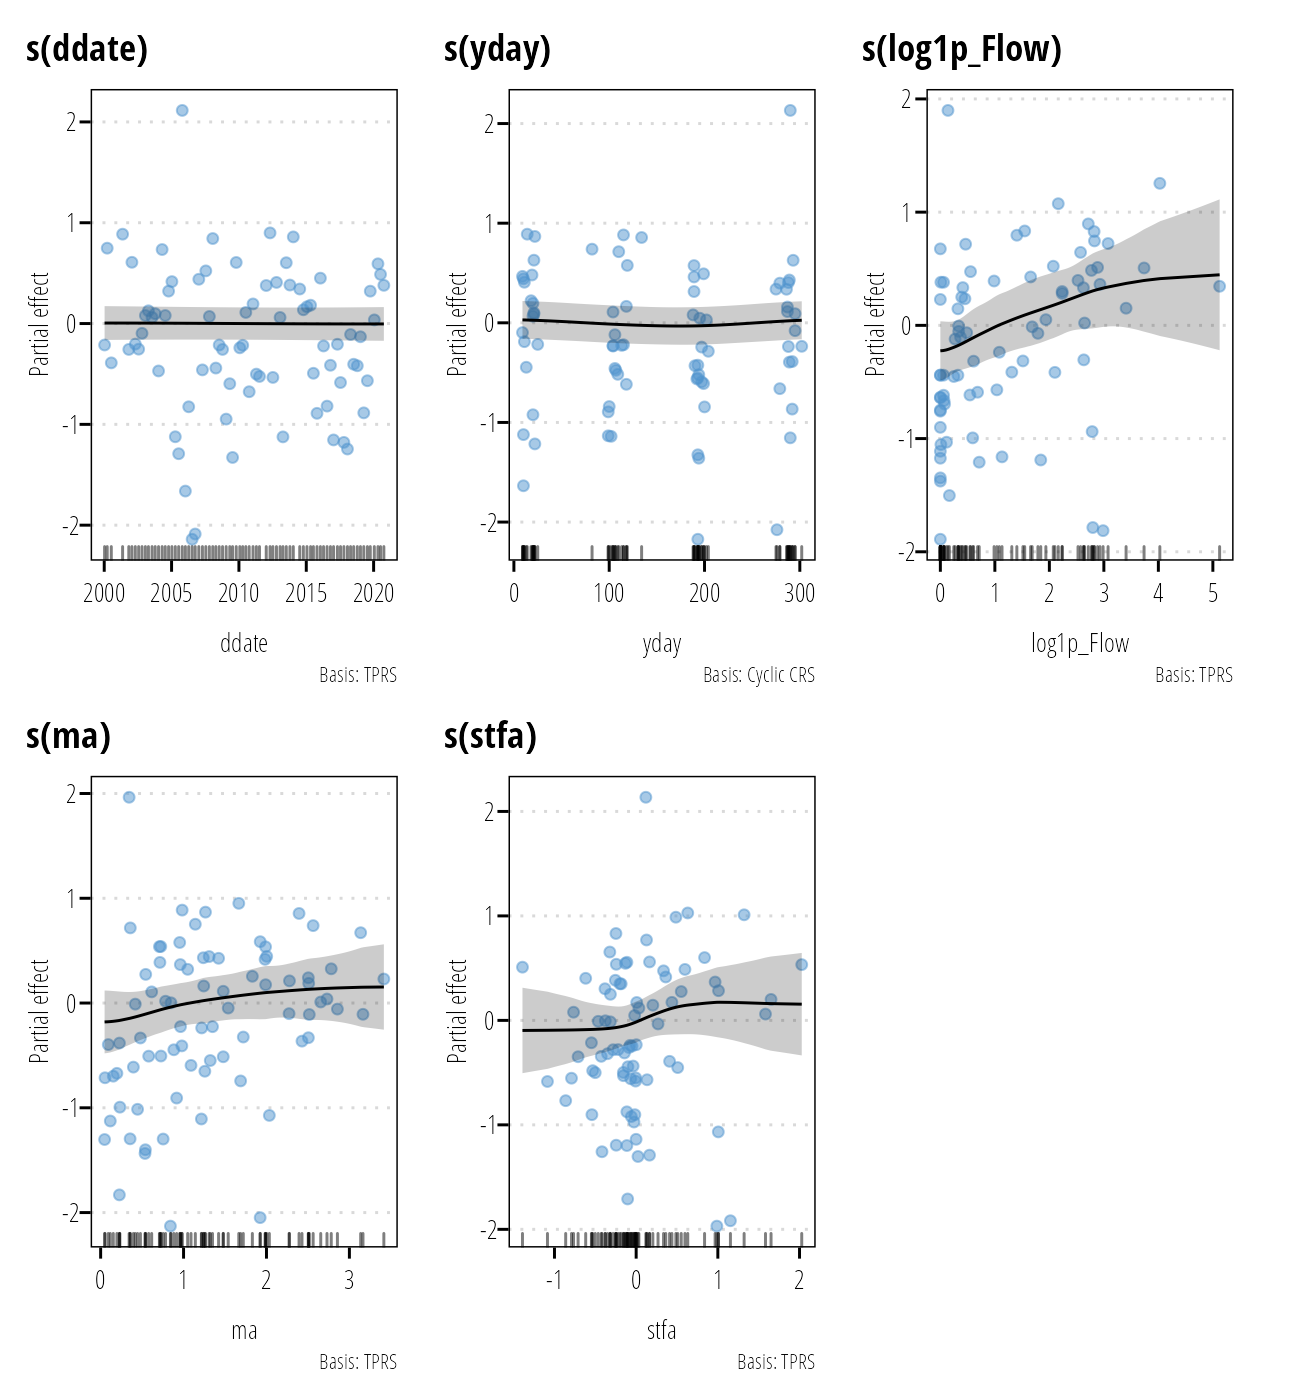 s(ddate) s(yday) s(log1p_Flow)
Partial effect
2
1
0
-1
-2
2000 2005 2010 2015 2020
ddate
Basis: TPRS
Partial effect
2
1
0
-1
-2
0 100 200 300
yday
Basis: Cyclic CRS
Partial effect
2
1
0
-1
-2
0 1 2 3 4 5
log1p_Flow
Basis: TPRS
s(ma) s(stfa)
Partial effect
2
1
0
-1
-2
0 1 2 3
ma
Basis: TPRS
Partial effect
2
1
0
-1
-2
-1 0 1 2
stfa
Basis: TPRS